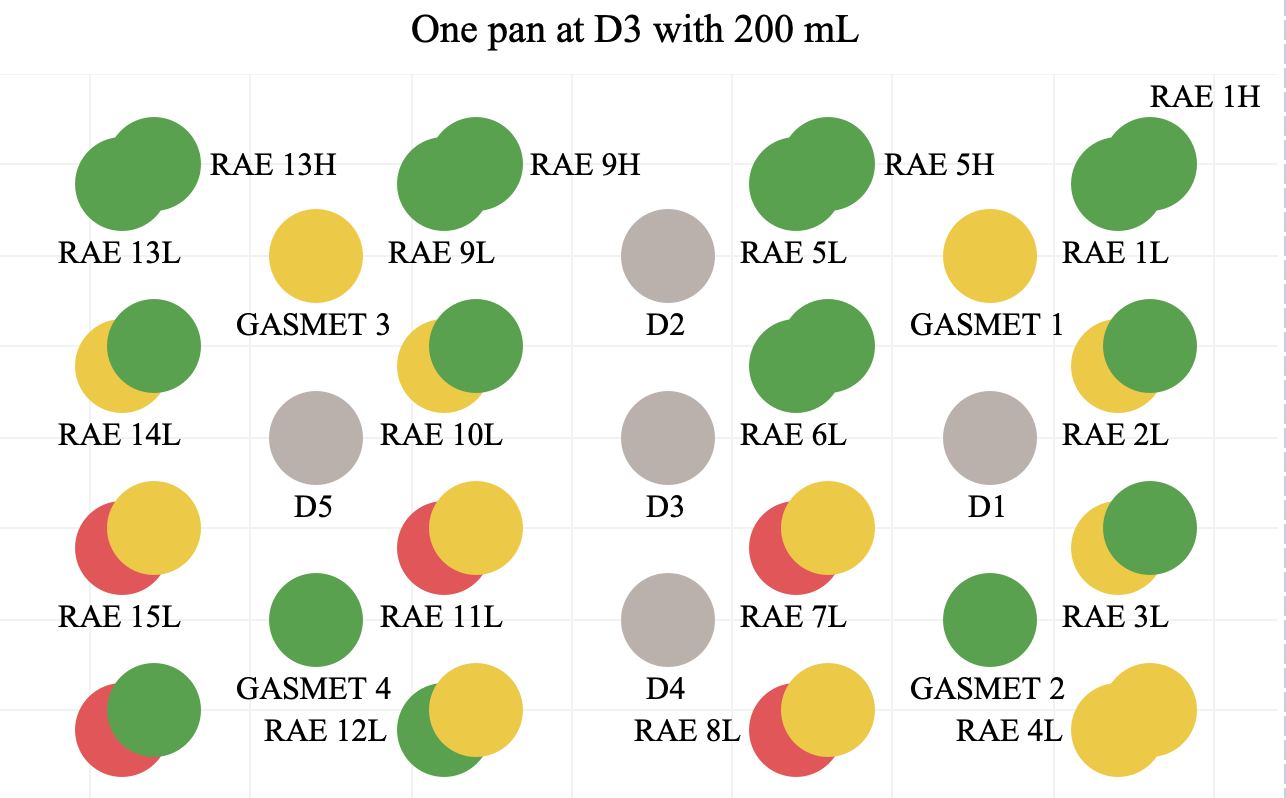 One pan at D3 with 200 mL
RAE 1H
RAE 13H
RAE 9H
RAE 5H
RAE 13L
RAE 9L
RAE 5L
RAE 1L
GASMET 3
D2
GASMET 1
RAE 14L
RAE 10L
RAE 6L
RAE 2L
D5
D3
D1
RAE 15L
RAE 11L
RAE 7L
RAE 3L
GASMET 4
D4
GASMET 2
RAE 12L
RAE 8L
RAE 4L